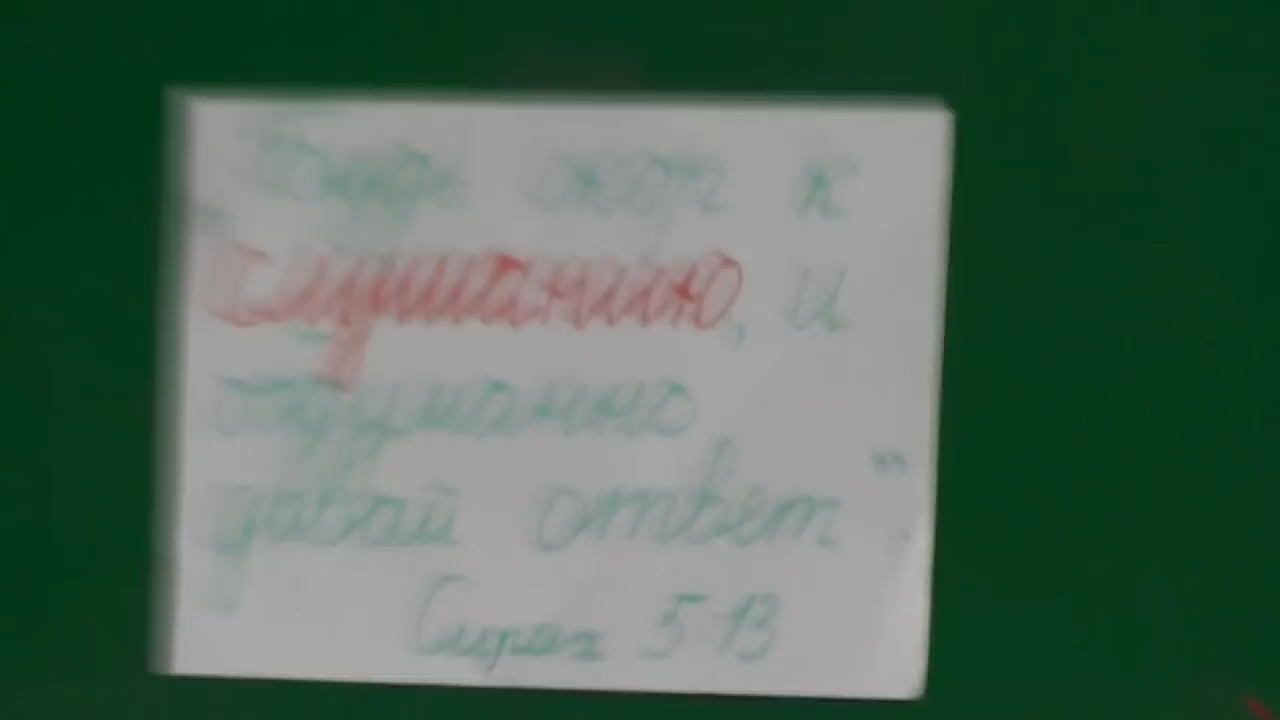 Будь скор к
слушанию, и
обдуманно
давай ответ".
Сирах 5:13